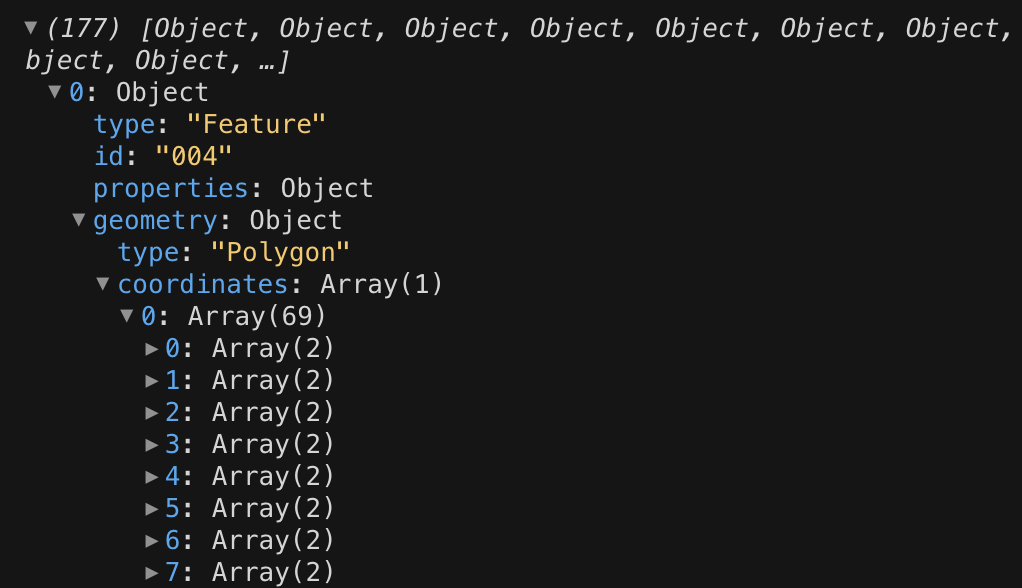 ▼(177) [Object, Object, Object, Object, Object, Object, Object,
bject, Object, …]
▼0: Object
type: "Feature"
id: "004"
properties: Object
▼geometry: Object
type: "Polygon"
▼coordinates: Array(1)
▼0: Array(69)
▶0: Array(2)
▶1: Array(2)
▶2: Array(2)
▶3: Array(2)
▶4: Array(2)
▶5: Array(2)
▶6: Array(2)
▶7: Array(2)